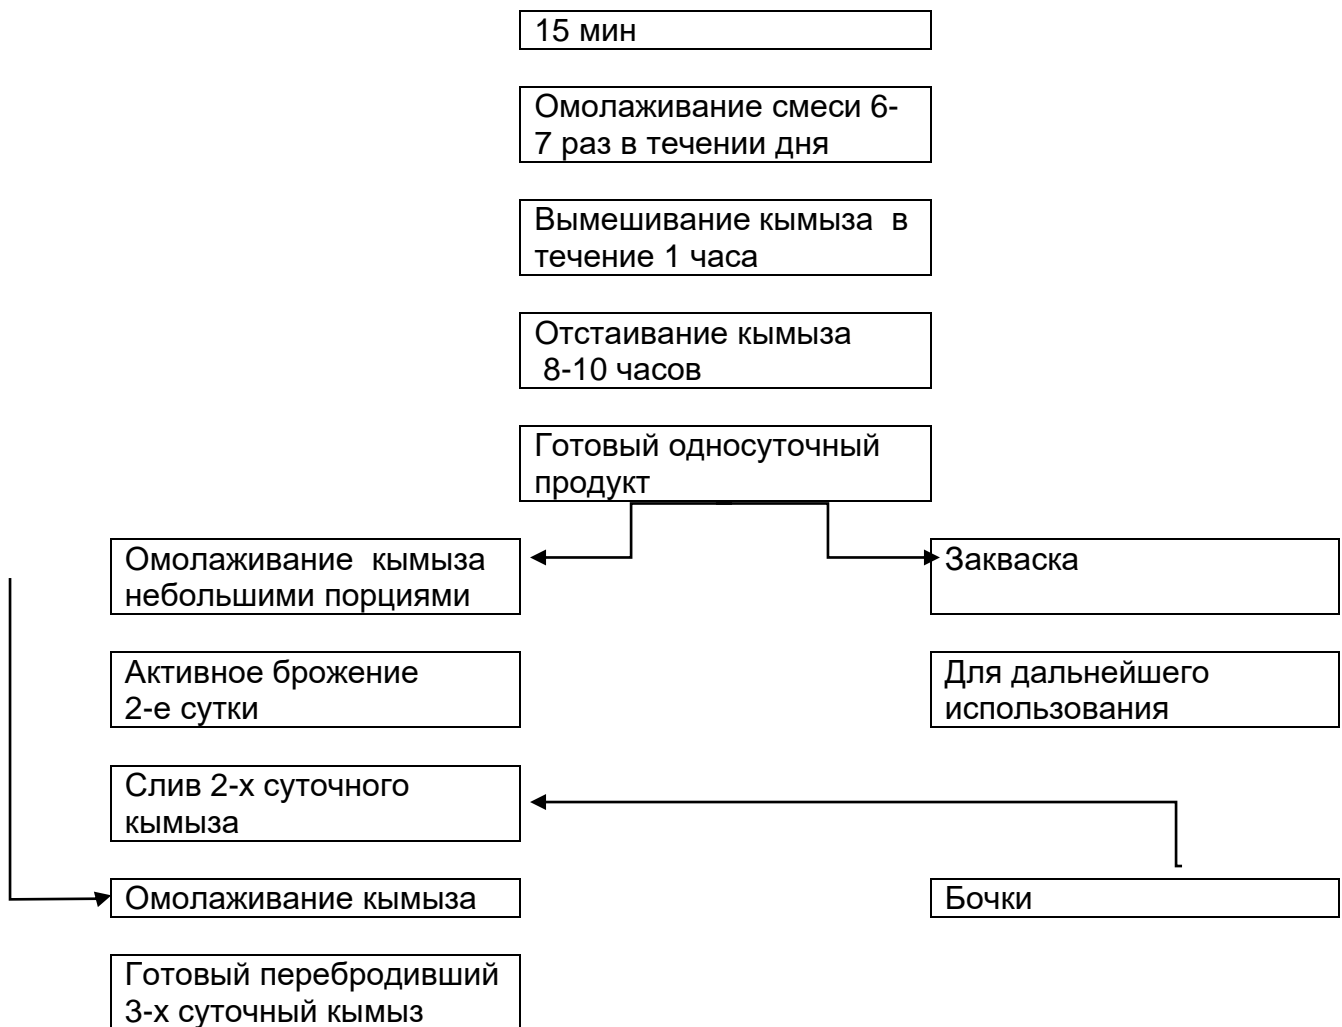 15 мин
Омолаживание смеси 6-
7 раз в течении дня
Вымешивание кымыза в
течение 1 часа
Отстаивание кымыза
8-10 часов
Готовый односуточный
продукт
Омолаживание кымыза
небольшими порциями
Закваска
Активное брожение
2-е сутки
Для дальнейшего
использования
Слив 2-х суточного
кымыза
Омолаживание кымыза
Бочки
Готовый перебродивший
3-х суточный кымыз